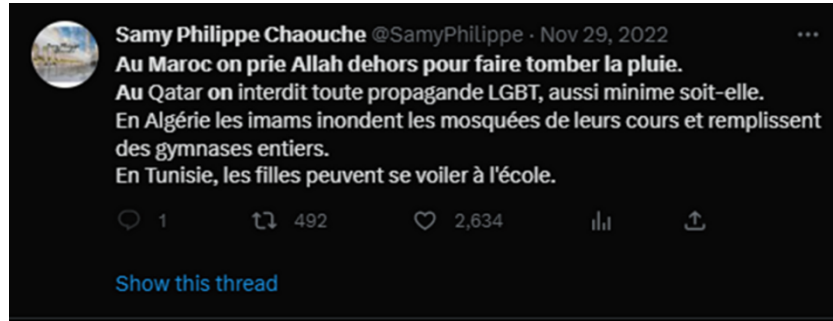 Samy Philippe Chaouche @SamyPhilippe · Nov 29, 2022
Au Maroc on prie Allah dehors pour faire tomber la pluie.
Au Qatar on interdit toute propagande LGBT, aussi minime soit-elle.
En Algérie les imams inondent les mosquées de leurs cours et remplissent
des gymnases entiers.
En Tunisie, les filles peuvent se voiler à l'école.
1 492 2,634
Show this thread